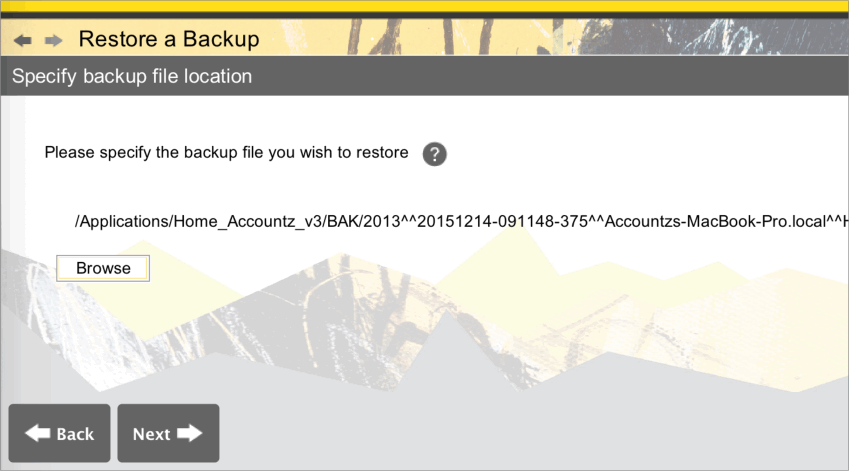 Restore a Backup
Specify backup file location
Please specify the backup file you wish to restore ?
/Applications/Home_Accountz_v3/BAK/2013^^20151214-091148-375^^Accountzs-MacBook-Pro.local^^H
Browse
Back Next